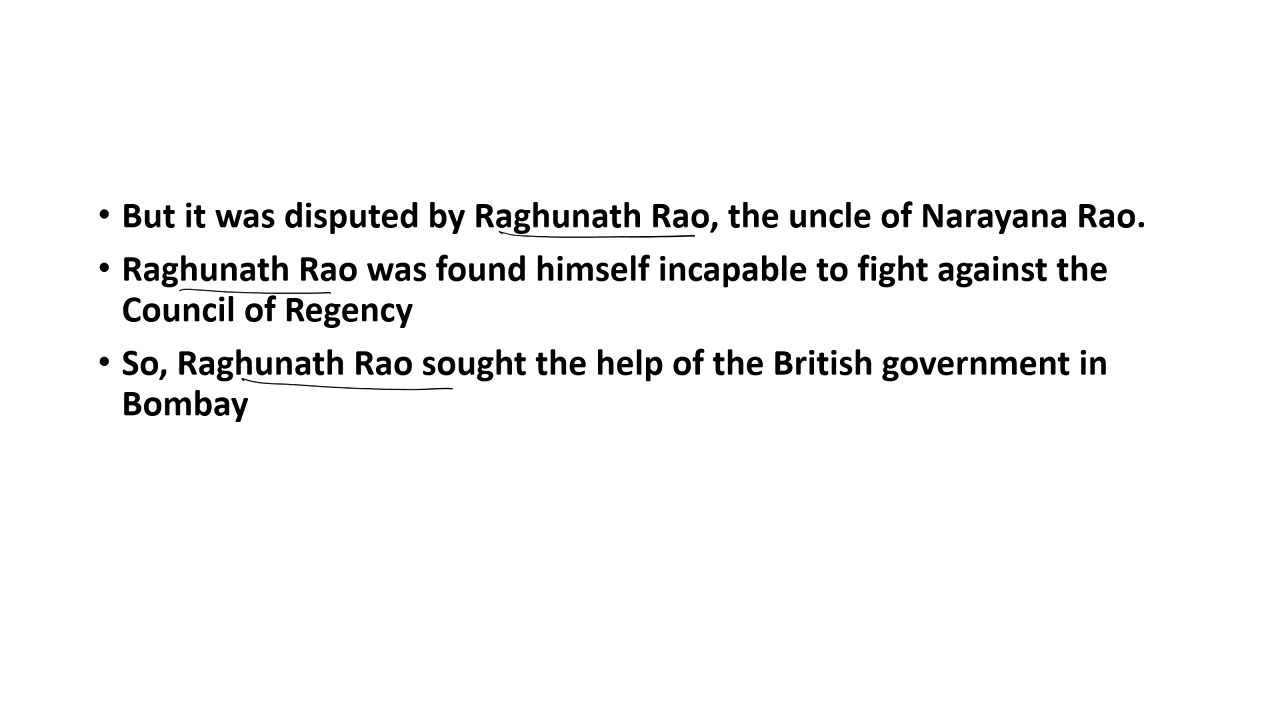 • But it was disputed by Raghunath Rao, the uncle of Narayana Rao.
• Raghunath Rao was found himself incapable to fight against the
Council of Regency
• So, Raghunath Rao sought the help of the British government in
Bombay